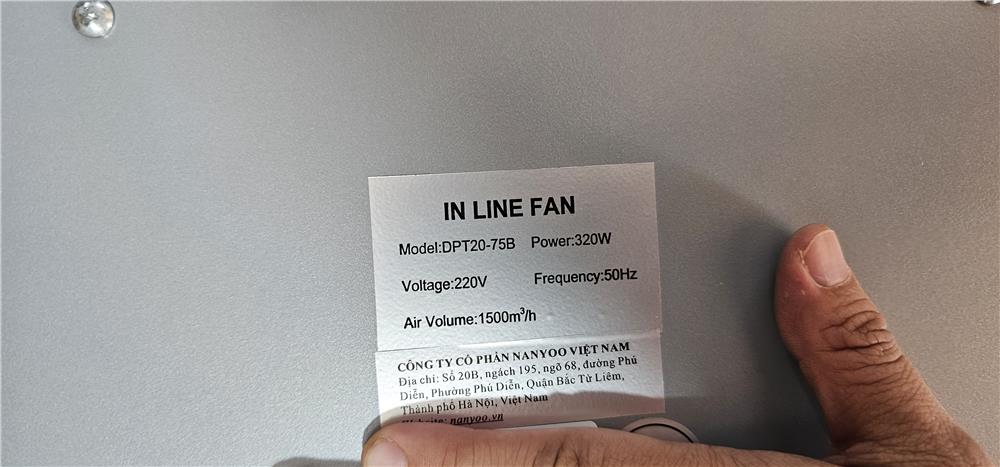 IN LINE FAN
Model:DPT20-75B Power:320W
Voltage:220V Frequency:50Hz
Air Volume:1500m³/h
CÔNG TY CỔ PHẦN NANYOO VIỆT NAM
Địa chỉ: Số 20B, ngách 195, ngõ 68, đường Phú
Diễn, Phường Phú Diễn, Quận Bắc Từ Liêm,
Thành phố Hà Nội, Việt Nam
Website: nanyoo.vn